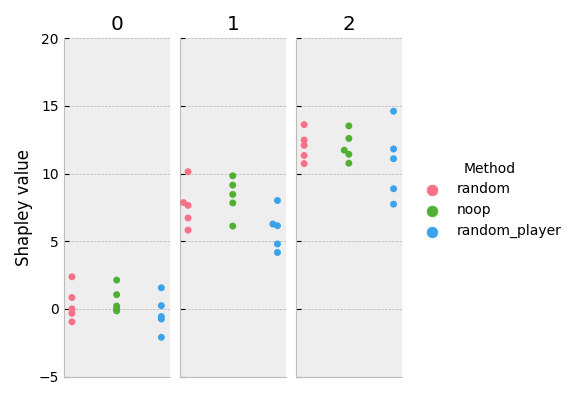 0 1 2
20
15
10
5
0
−5
Shapley value
Method
random
noop
random_player